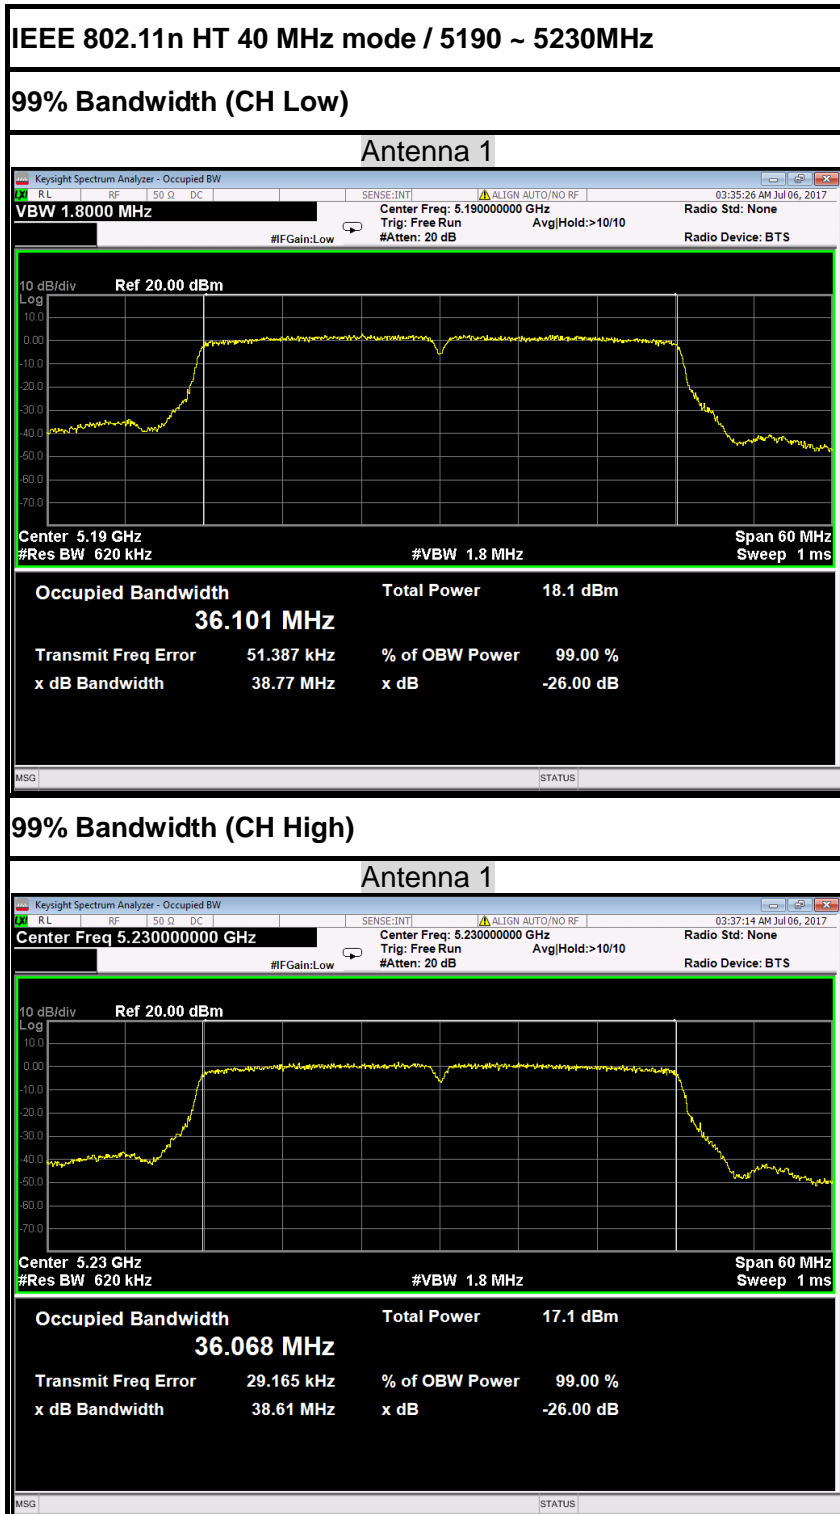 IEEE 802.11n HT 40 MHz mode / 5190 ~ 5230MHz
99% Bandwidth (CH Low)
Antenna 1
Keysight Spectrum Analyzer - Occupied BW
LXI RL RF 50 Ω DC SENSE:INT ALIGN AUTO/NO RF 03:35:26 AM Jul 06, 2017
VBW 1.8000 MHz Center Freq: 5.190000000 GHz Radio Std: None
Trig: Free Run Avg|Hold:>10/10
#IFGain:Low #Atten: 20 dB Radio Device: BTS
10 dB/div Ref 20.00 dBm
Log
10.0
0.00
-10.0
-20.0
-30.0
-40.0
-50.0
-60.0
-70.0
Center 5.19 GHz Span 60 MHz
#Res BW 620 kHz #VBW 1.8 MHz Sweep 1 ms
Occupied Bandwidth Total Power 18.1 dBm
36.101 MHz
Transmit Freq Error 51.387 kHz % of OBW Power 99.00 %
x dB Bandwidth 38.77 MHz x dB -26.00 dB
MSG STATUS
99% Bandwidth (CH High)
Antenna 1
Keysight Spectrum Analyzer - Occupied BW
LXI RL RF 50 Ω DC SENSE:INT ALIGN AUTO/NO RF 03:37:14 AM Jul 06, 2017
Center Freq 5.230000000 GHz Center Freq: 5.230000000 GHz Radio Std: None
Trig: Free Run Avg|Hold:>10/10
#IFGain:Low #Atten: 20 dB Radio Device: BTS
10 dB/div Ref 20.00 dBm
Log
10.0
0.00
-10.0
-20.0
-30.0
-40.0
-50.0
-60.0
-70.0
Center 5.23 GHz Span 60 MHz
#Res BW 620 kHz #VBW 1.8 MHz Sweep 1 ms
Occupied Bandwidth Total Power 17.1 dBm
36.068 MHz
Transmit Freq Error 29.165 kHz % of OBW Power 99.00 %
x dB Bandwidth 38.61 MHz x dB -26.00 dB
MSG STATUS